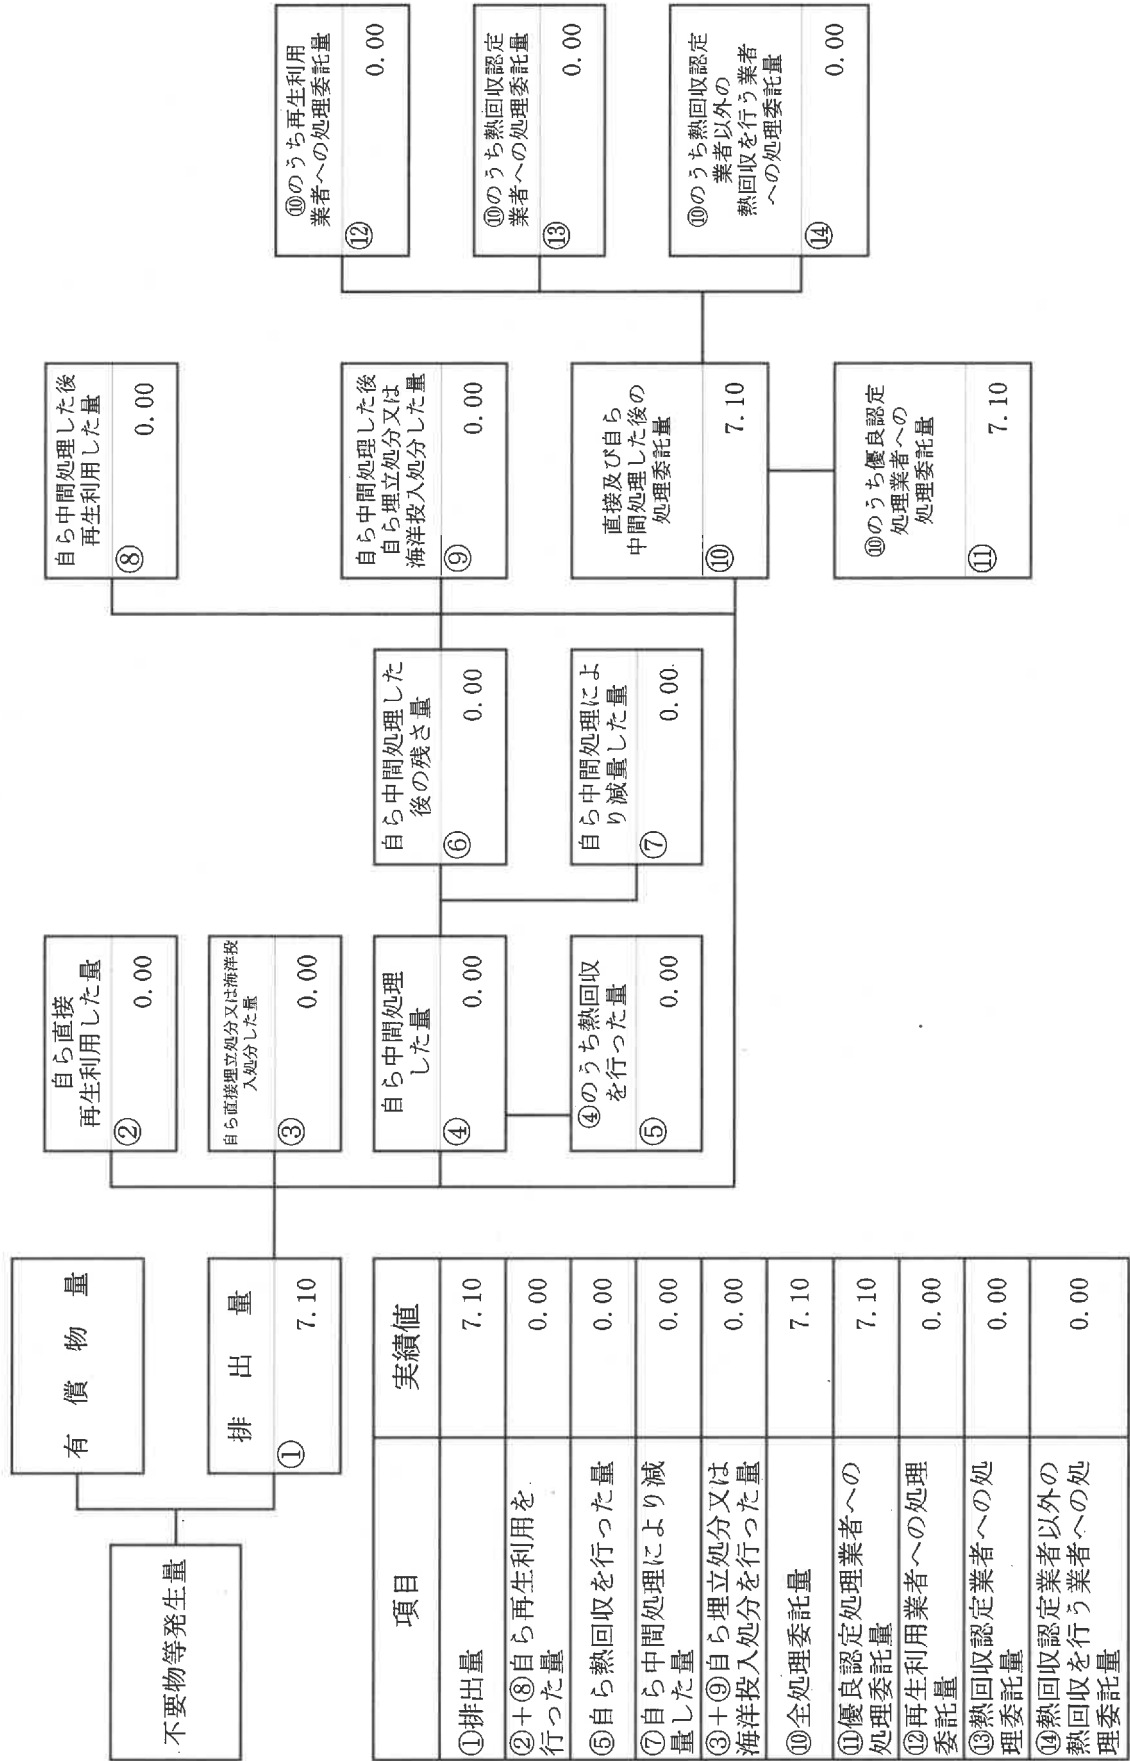 不要物等発生量
有償物量
排出量
①
7.10
自ら直接
再生利用した量
②
0.00
自ら直接埋立処分又は海洋投
入処分した量
③
0.00
自ら中間処理
した量
④
0.00
④のうち熱回収
を行った量
⑤
0.00
自ら中間処理した
後の残さ量
⑥
0.00
自ら中間処理によ
り減量した量
⑦
0.00
自ら中間処理した後
再生利用した量
⑧
0.00
自ら中間処理した後
自ら埋立処分又は
海洋投入処分した量
⑨
0.00
直接及び自ら
中間処理した後の
処理委託量
⑩
7.10
⑩のうち優良認定
処理業者への
処理委託量
⑪
7.10
⑩のうち再生利用
業者への処理委託量
⑫
0.00
⑩のうち熱回収認定
業者への処理委託量
⑬
0.00
⑩のうち熱回収認定
業者以外の
熱回収を行う業者
への処理委託量
⑭
0.00
項目
実績値
①排出量
7.10
②＋⑧自ら再生利用を
行った量
0.00
⑤自ら熱回収を行った量
0.00
⑦自ら中間処理により減
量した量
0.00
③＋⑨自ら埋立処分又は
海洋投入処分を行った量
0.00
⑩全処理委託量
7.10
⑪優良認定処理業者への
処理委託量
7.10
⑫再生利用業者への処理
委託量
0.00
⑬熱回収認定業者への処
理委託量
0.00
⑭熱回収認定業者以外の
熱回収を行う業者への処
理委託量
0.00